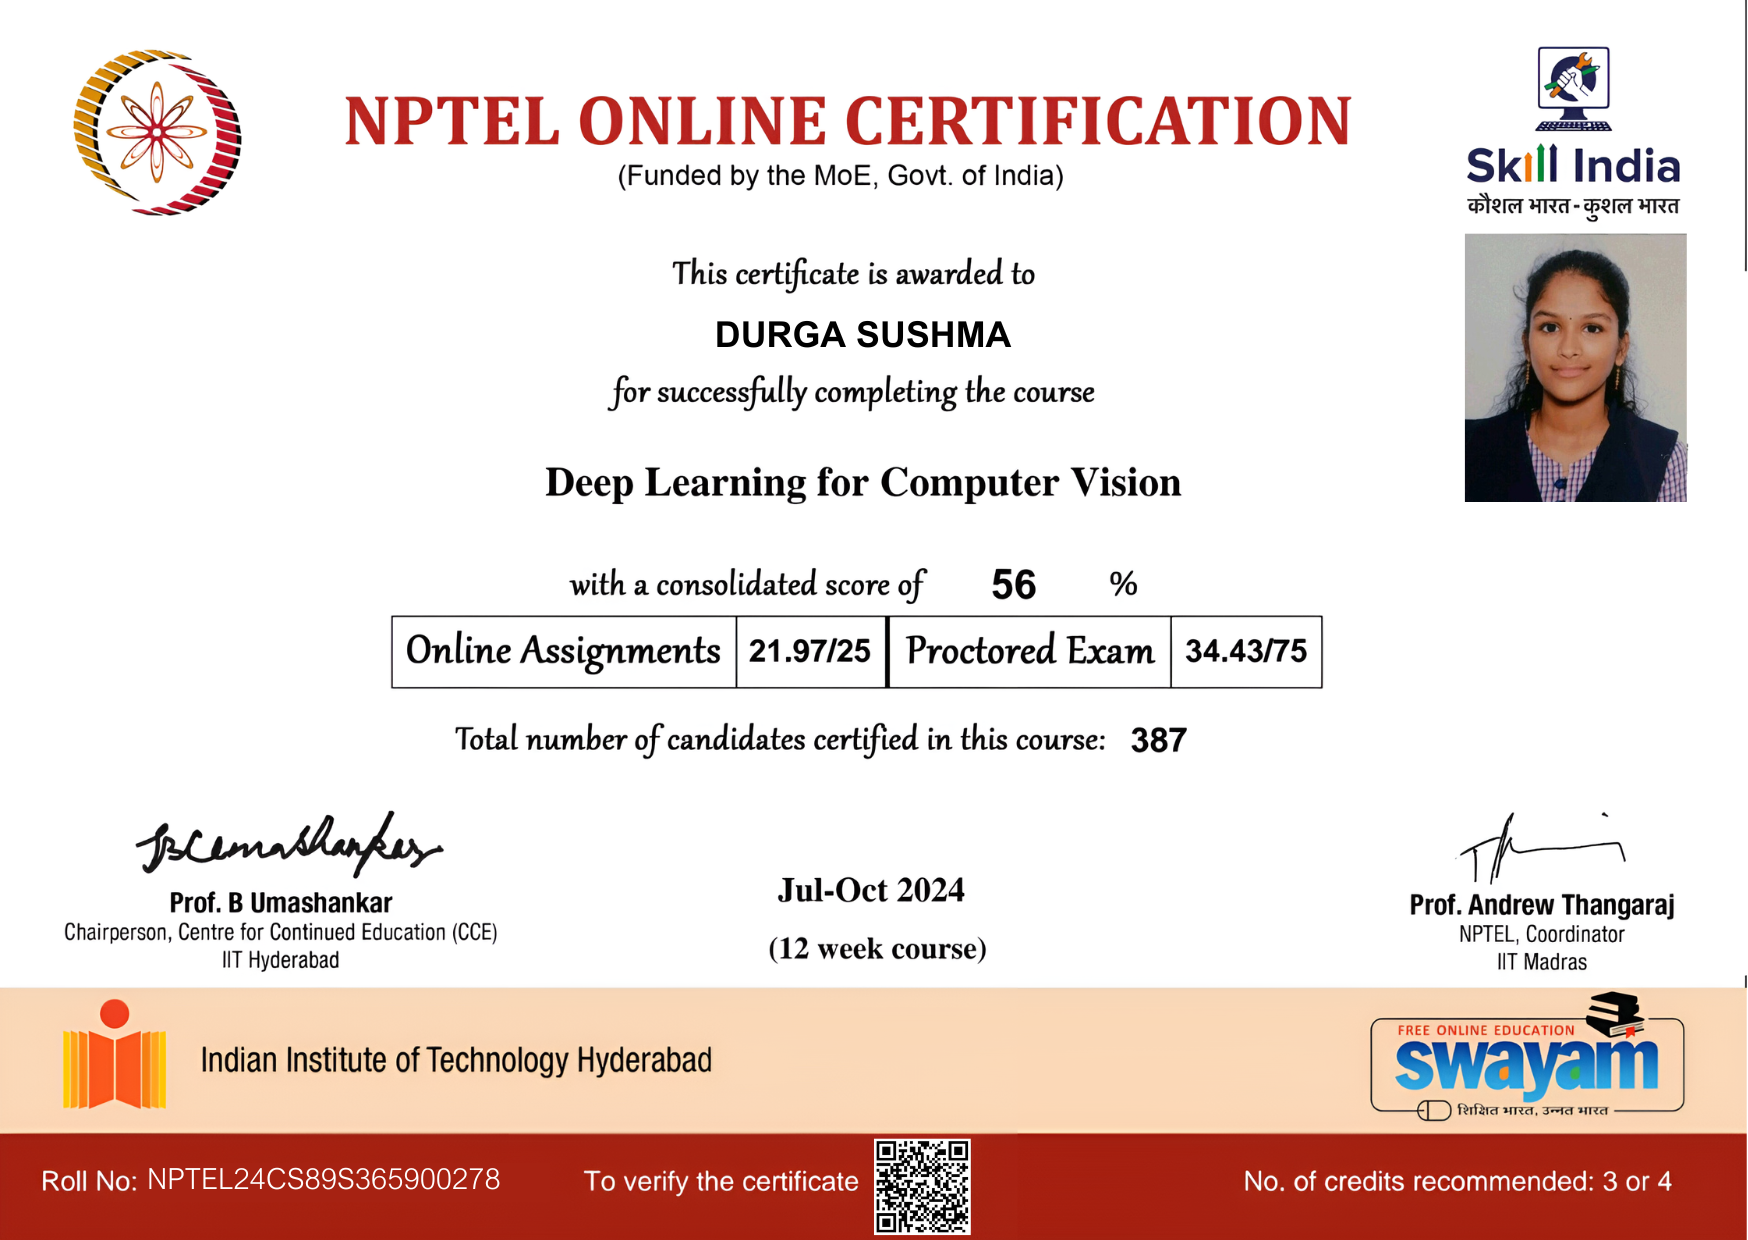 NPTEL ONLINE CERTIFICATION
(Funded by the MoE, Govt. of India)
Skill India
कौशल भारत - कुशल भारत
This certificate is awarded to
DURGA SUSHMA
for successfully completing the course
Deep Learning for Computer Vision
with a consolidated score of 56 %
Online Assignments 21.97/25 Proctored Exam 34.43/75
Total number of candidates certified in this course: 387
Prof. B Umashankar
Chairperson, Centre for Continued Education (CCE)
IIT Hyderabad
Jul-Oct 2024
(12 week course)
Prof. Andrew Thangaraj
NPTEL, Coordinator
IIT Madras
Indian Institute of Technology Hyderabad
FREE ONLINE EDUCATION
swayam
शिक्षित भारत, उन्नत भारत
Roll No: NPTEL24CS89S365900278
To verify the certificate
No. of credits recommended: 3 or 4